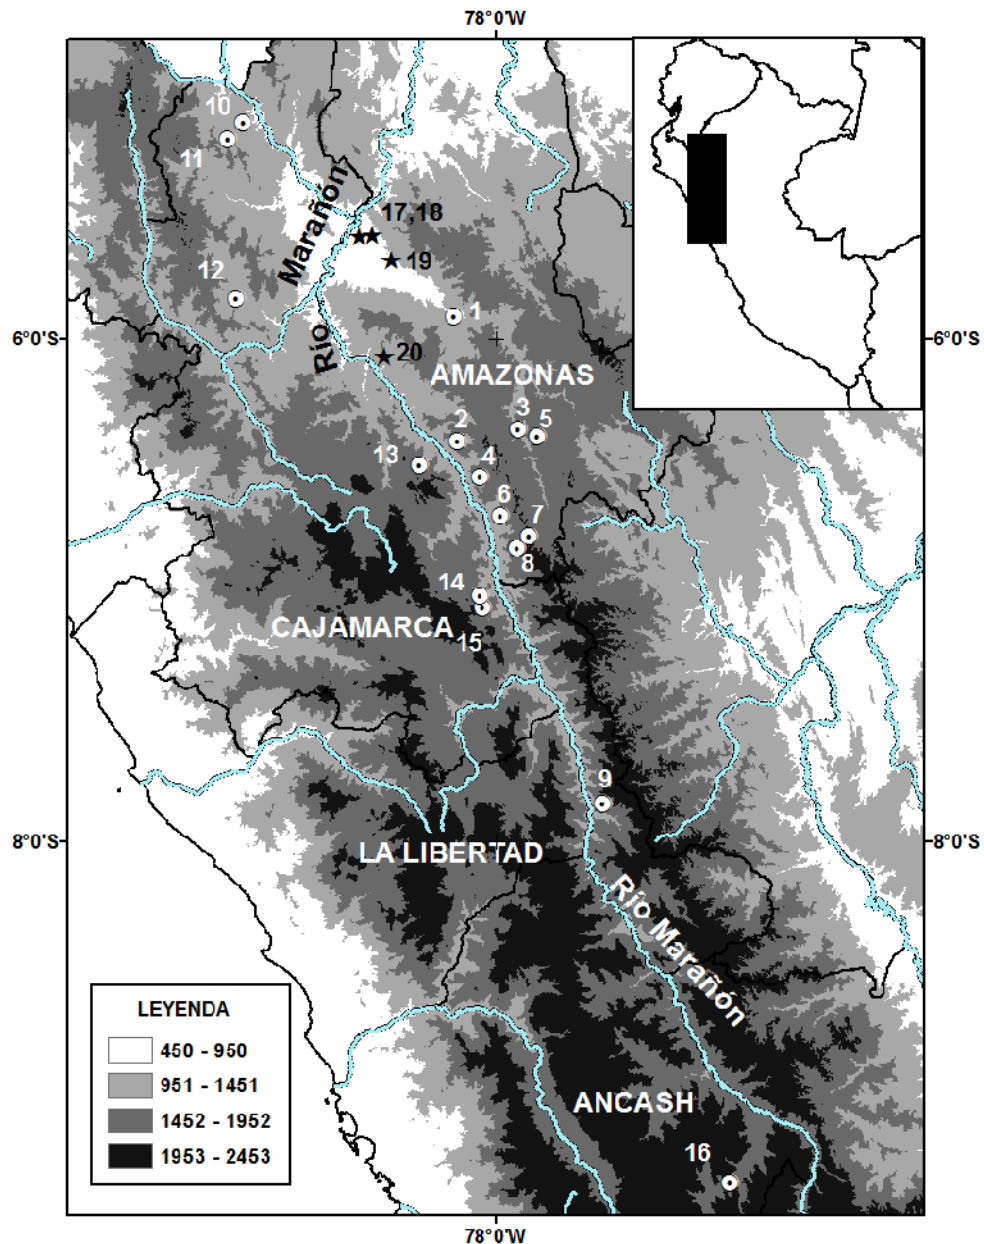 78°0'W
10
11
Marañón
17,18
19
12
1
6°0'S
6°0'S
Río
20
AMAZONAS
3
5
2
13
4
6
7
8
14
CAJAMARCA
15
9
8°0'S
8°0'S
LA LIBERTAD
Río Marañón
LEYENDA
450 - 950
951 - 1451
1452 - 1952
1953 - 2453
ANCASH
16
78°0'W